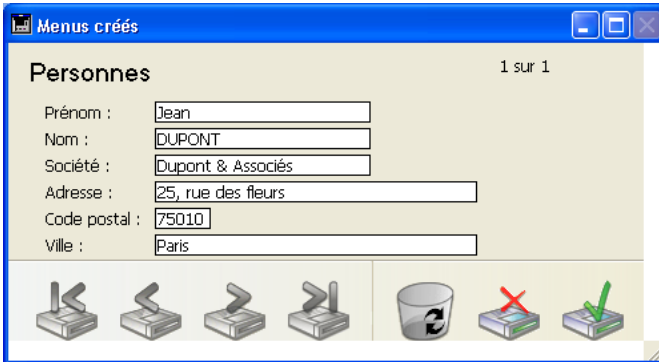 Menus créés
Personnes
1 sur 1
Prénom : Jean
Nom : DUPONT
Société : Dupont & Associés
Adresse : 25, rue des fleurs
Code postal : 75010
Ville : Paris